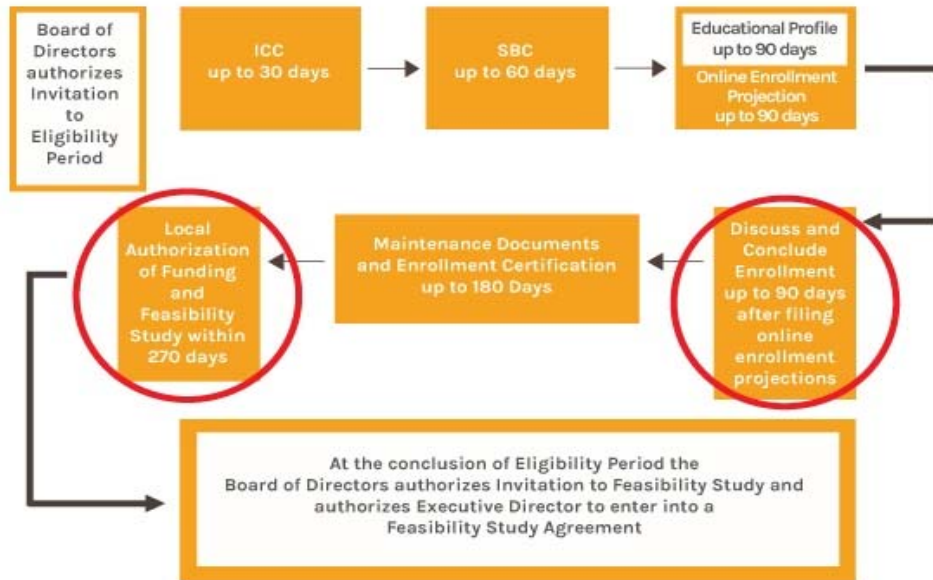 Board of
Directors
authorizes
Invitation
to
Eligibility
Period
ICC
up to 30 days
SBC
up to 60 days
Educational Profile
up to 90 days
Online Enrollment
Projection
up to 90 days
Discuss and
Conclude
Enrollment
up to 90 days
after filing
online
enrollment
projections
Maintenance Documents
and Enrollment Certification
up to 180 Days
Local
Authorization
of Funding
and
Feasibility
Study within
270 days
At the conclusion of Eligibility Period the
Board of Directors authorizes Invitation to Feasibility Study and
authorizes Executive Director to enter into a
Feasibility Study Agreement